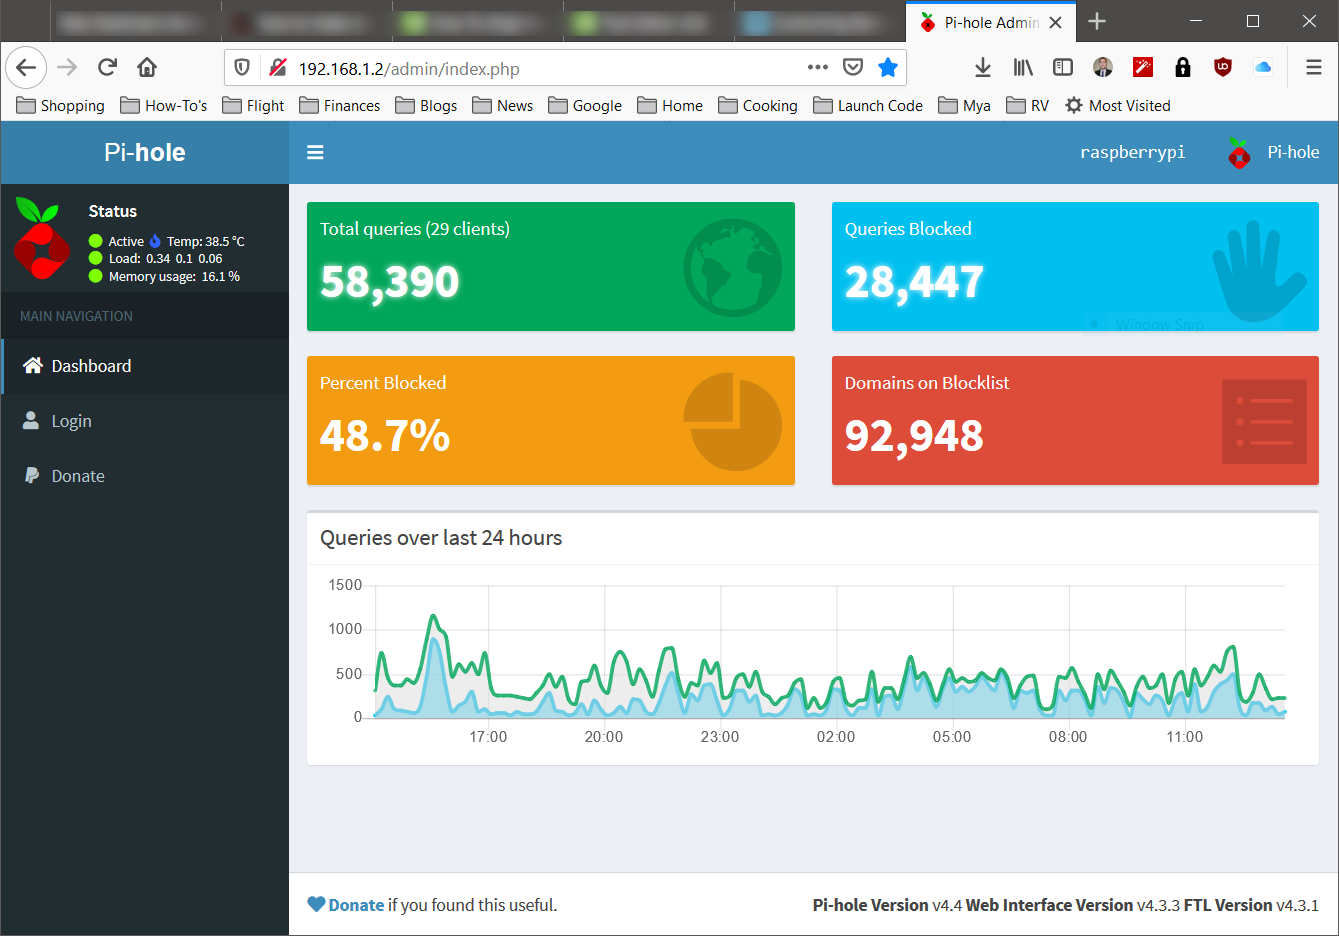 Pi-hole Admin
192.168.1.2/admin/index.php
Shopping How-To's Flight Finances Blogs News Google Home Cooking Launch Code Mya RV Most Visited
Pi-hole
raspberrypi
Pi-hole
Status
Active Temp: 38.5 °C
Load: 0.34 0.1 0.06
Memory usage: 16.1 %
MAIN NAVIGATION
Dashboard
Login
Donate
Total queries (29 clients)
58,390
Queries Blocked
28,447
Window Snip
Percent Blocked
48.7%
Domains on Blocklist
92,948
Queries over last 24 hours
1500
1000
500
0
17:00 20:00 23:00 02:00 05:00 08:00 11:00
Donate if you found this useful.
Pi-hole Version v4.4 Web Interface Version v4.3.3 FTL Version v4.3.1